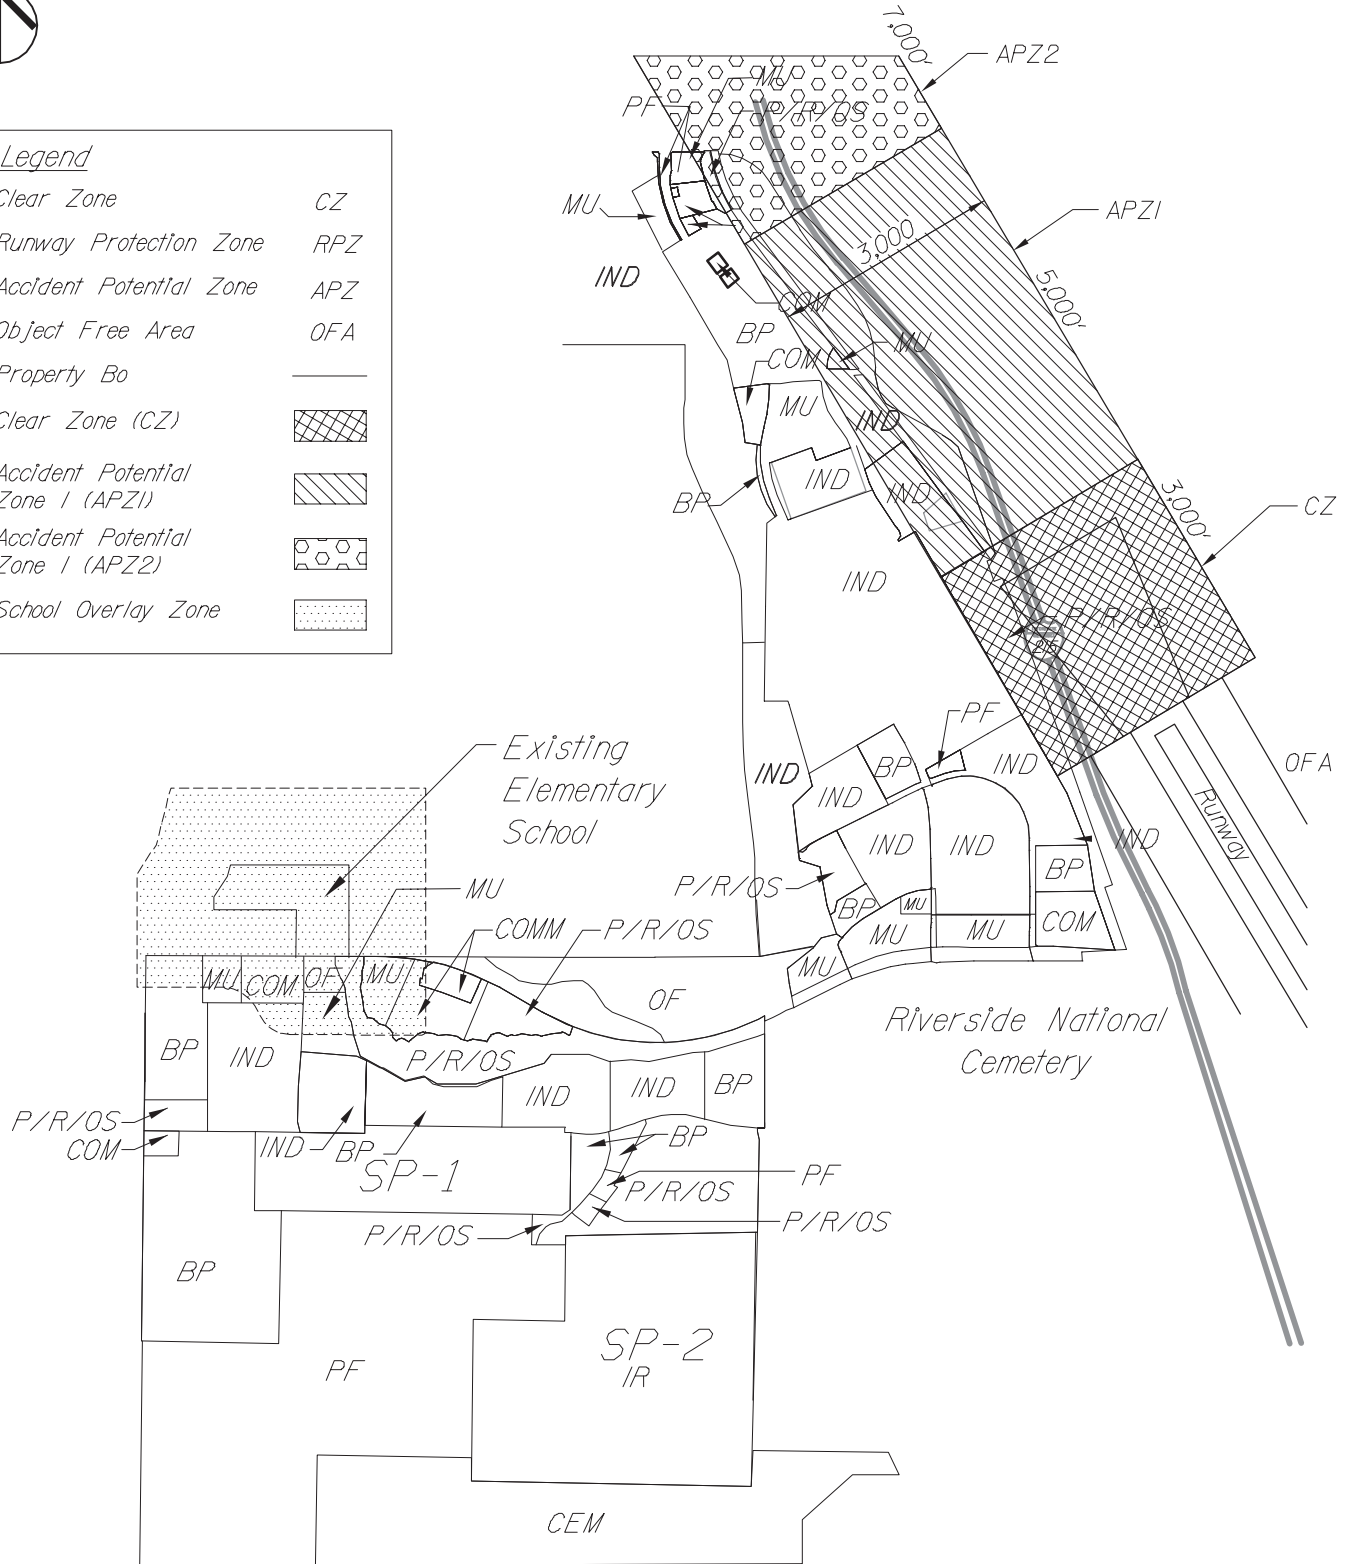 Legend
Clear Zone CZ
Runway Protection Zone RPZ
Accident Potential Zone APZ
Object Free Area OFA
Property Bo
Clear Zone (CZ)
Accident Potential
Zone I (APZ1)
Accident Potential
Zone I (APZ2)
School Overlay Zone
7,000'
APZ2
MU
PF
P/R/OS
MU
APZ1
3,000
IND
5,000'
COM
BP
MU
COM
MU
IND
IND
IND
BP
3,000'
CZ
IND
P/R/OS
PF
IND
BP
IND
IND
OFA
Runway
Existing
Elementary
School
IND
IND
IND
P/R/OS
BP
MU
BP
MU
MU
COM
MU
MU
COMM
P/R/OS
MU
COM
OF
MU
OF
Riverside National
Cemetery
BP
IND
P/R/OS
IND
IND
BP
P/R/OS
COM
IND
BP
SP-1
BP
PF
P/R/OS
P/R/OS
P/R/OS
BP
SP-2
IR
PF
CEM